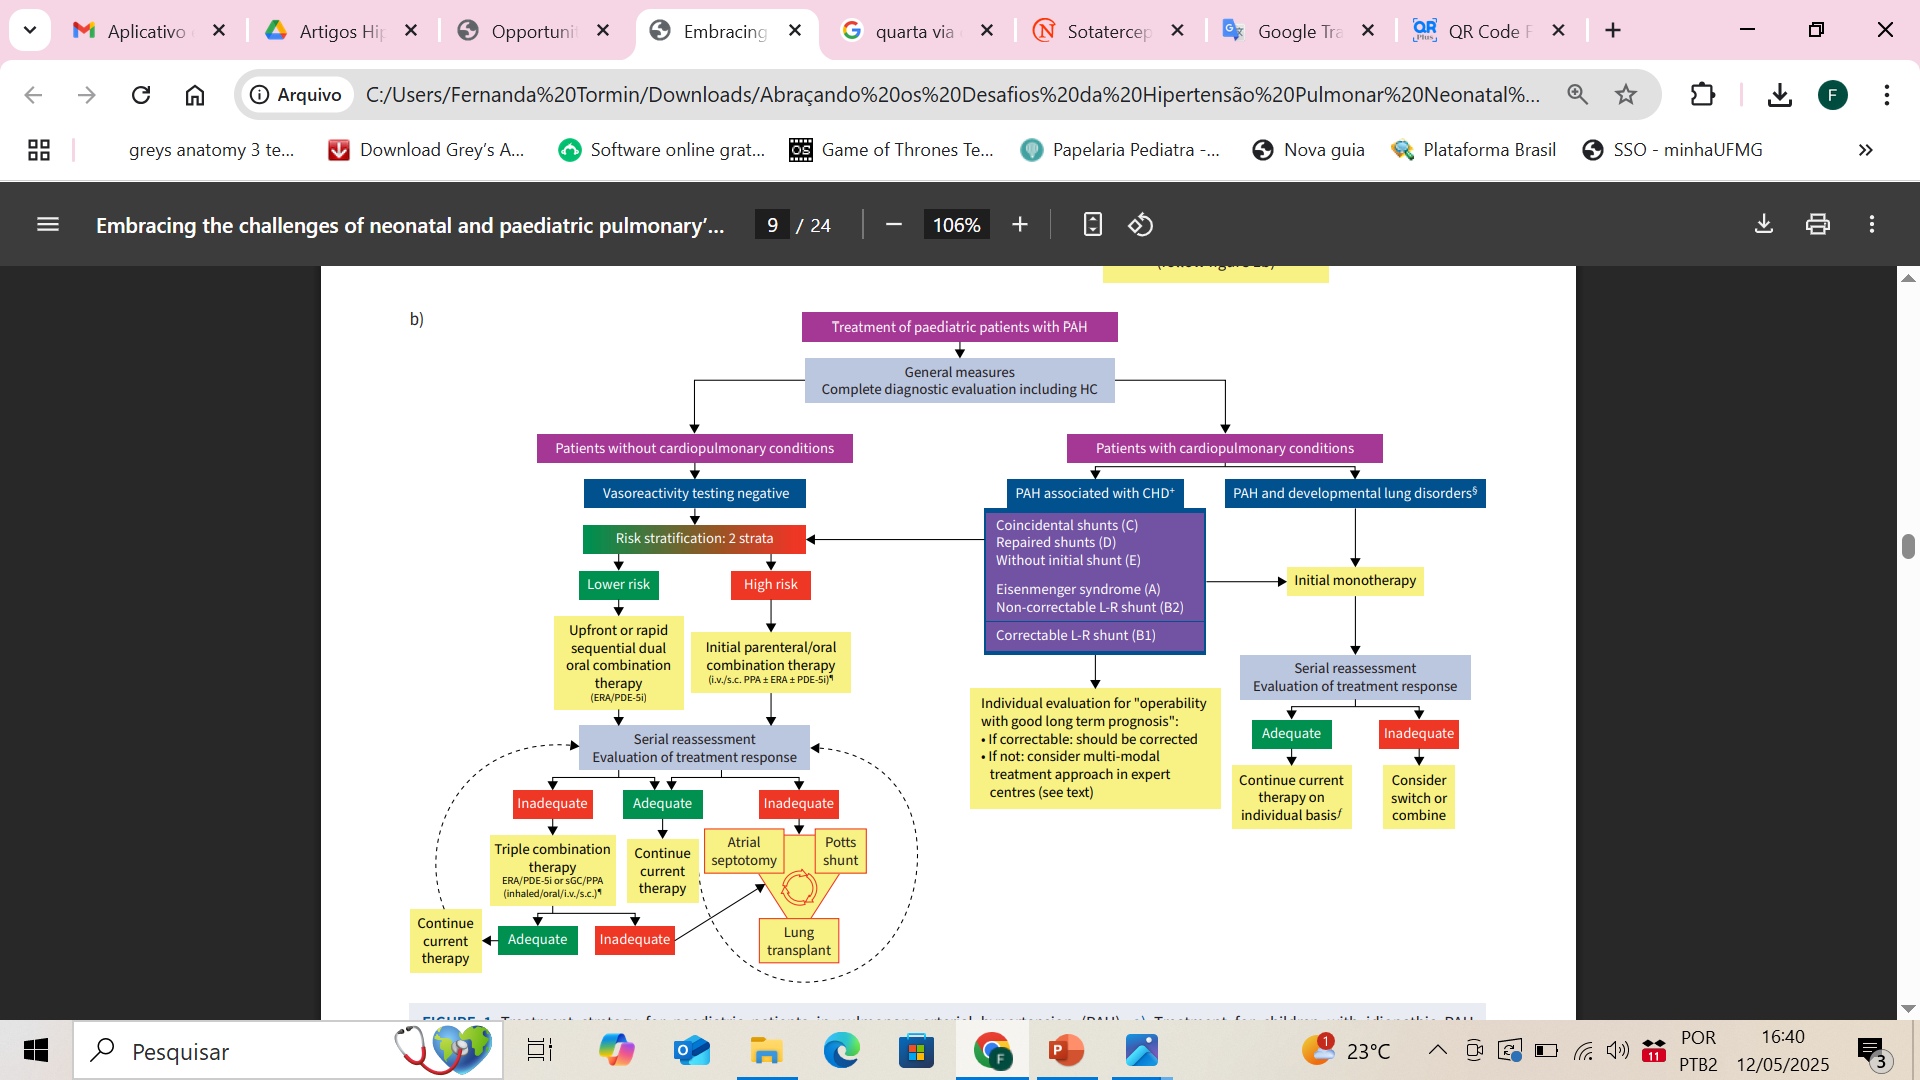 Aplicativo
Artigos Hip
Opportunit
Embracing
quarta via
Sotatercep
Google Tra
QR Code F
Arquivo
C:/Users/Fernanda%20Tormin/Downloads/Abraçando%20os%20Desafios%20da%20Hipertensão%20Pulmonar%20Neonatal%...
F
greys anatomy 3 te...
Download Grey's A...
Software online grat...
Game of Thrones Te...
Papelaria Pediatra -...
Nova guia
Plataforma Brasil
SSO - minhaUFMG
Embracing the challenges of neonatal and paediatric pulmonary'...
9 / 24
106%
b)
Treatment of paediatric patients with PAH
General measures
Complete diagnostic evaluation including HC
Patients without cardiopulmonary conditions
Patients with cardiopulmonary conditions
Vasoreactivity testing negative
PAH associated with CHD+
PAH and developmental lung disorders§
Risk stratification: 2 strata
Coincidental shunts (C)
Repaired shunts (D)
Without initial shunt (E)
Eisenmenger syndrome (A)
Non-correctable L-R shunt (B2)
Correctable L-R shunt (B1)
Initial monotherapy
Lower risk
High risk
Upfront or rapid
sequential dual
oral combination
therapy
(ERA/PDE-5i)
Initial parenteral/oral
combination therapy
(i.v./s.c. PPA ± ERA ± PDE-5i)¶
Individual evaluation for "operability
with good long term prognosis":
• If correctable: should be corrected
• If not: consider multi-modal
treatment approach in expert
centres (see text)
Serial reassessment
Evaluation of treatment response
Adequate
Inadequate
Continue current
therapy on
individual basisƒ
Consider
switch or
combine
Serial reassessment
Evaluation of treatment response
Inadequate
Adequate
Inadequate
Triple combination
therapy
ERA/PDE-5i or sGC/PPA
(inhaled/oral/i.v./s.c.)¶
Continue
current
therapy
Atrial
septotomy
Potts
shunt
Lung
transplant
Continue
current
therapy
Adequate
Inadequate
Pesquisar
1
23°C
11
POR
PTB2
16:40
12/05/2025
3